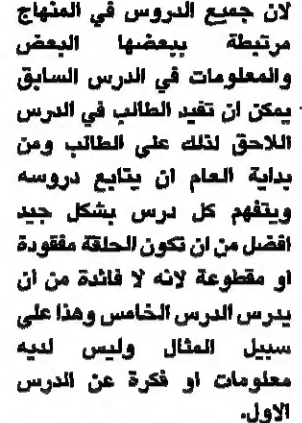 لان جميع الدروس في المنهاج
مرتبطة ببعضها البعض
والمعلومات في الدرس السابق
يمكن ان تفيد الطالب في الدرس
اللاحق لذلك على الطالب ومن
بداية العام ان يتابع دروسه
ويتفهم كل درس بشكل جيد
افضل من ان تكون الحلقة مفقودة
او مقطوعة لانه لا فائدة من أن
يدرس الدرس الخامس وهذا على
سبيل المثال وليس لديه
معلومات او فكرة عن الدرس
الاول.